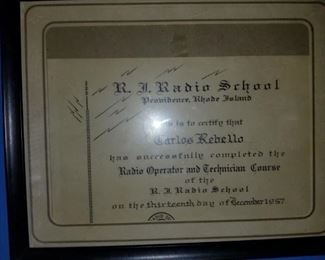 R. I. Radio School
Providence, Rhode Island
is is to certify that
Carlos Rebello
has successfully completed the
Radio Operator and Technician Course
of the
R. I. Radio School
on the thirteenth day of December 1957